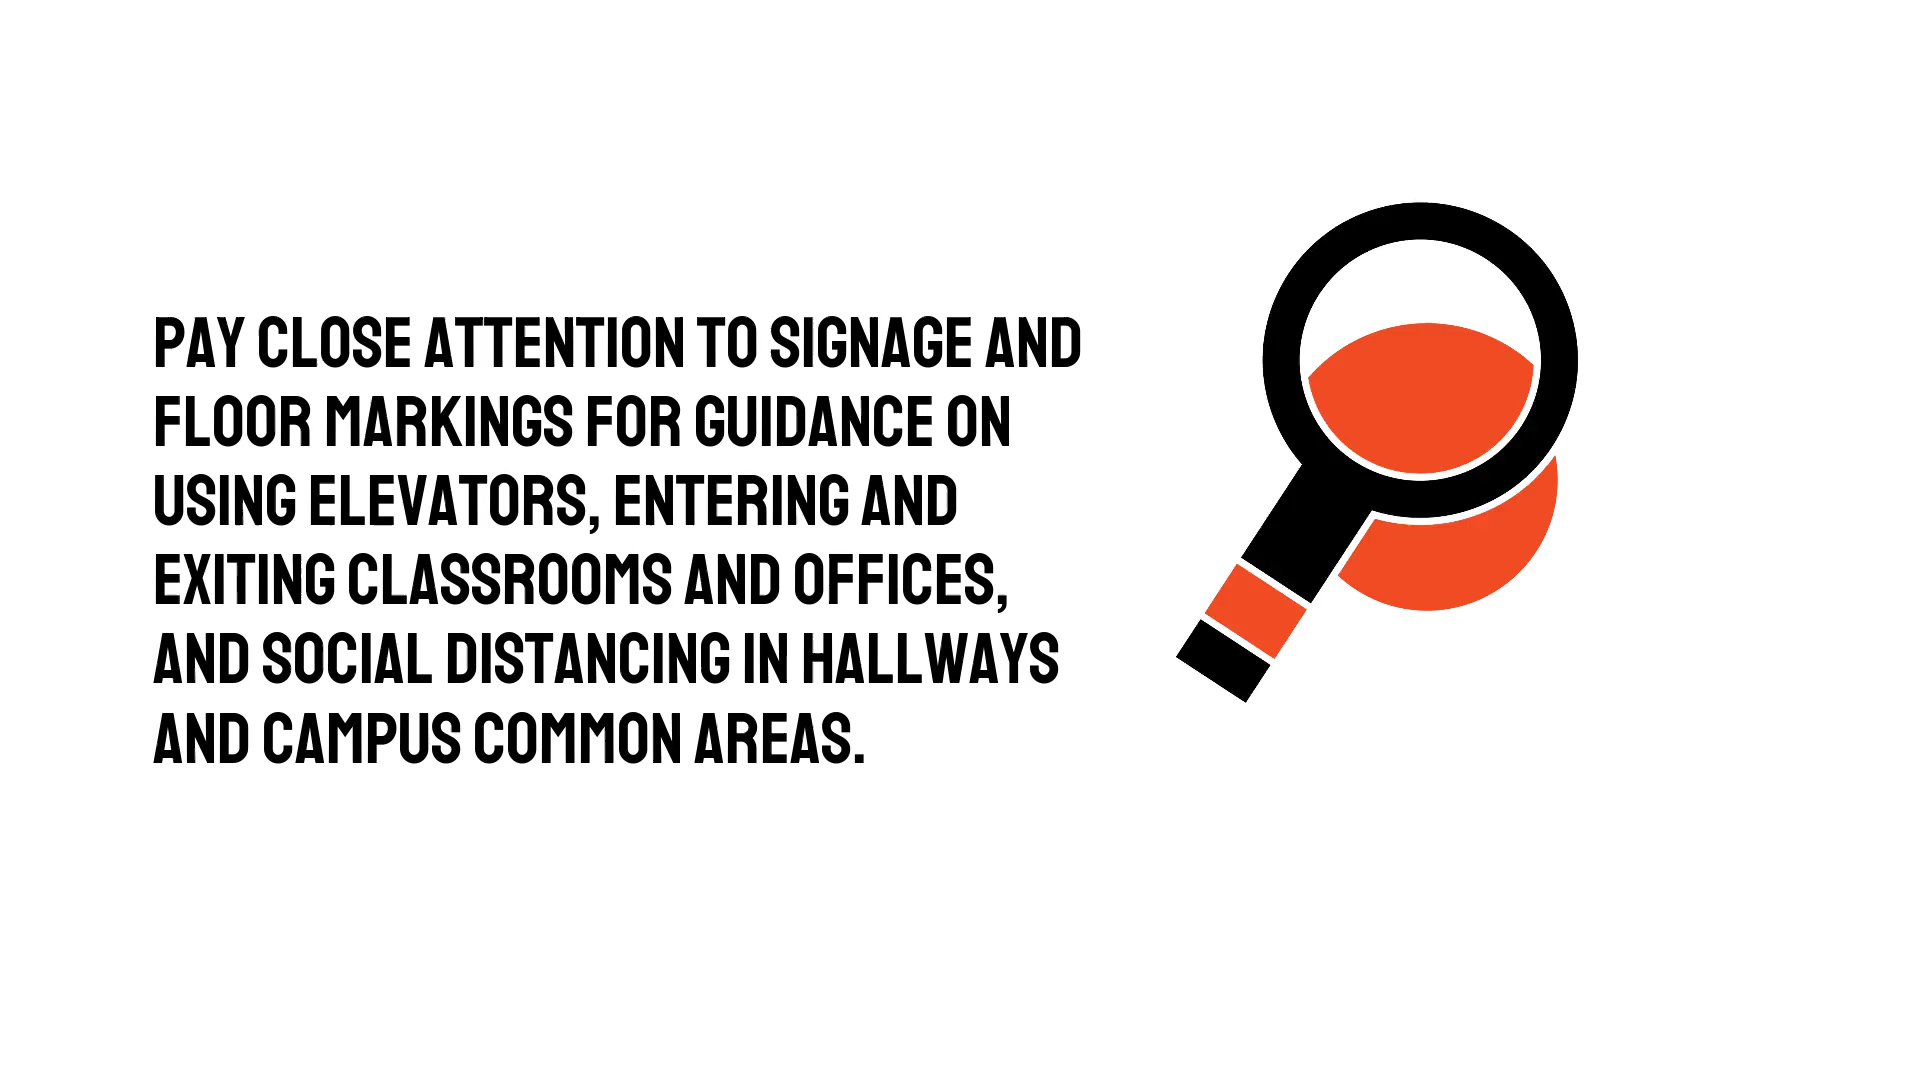 PAY CLOSE ATTENTION TO SIGNAGE AND
FLOOR MARKINGS FOR GUIDANCE ON
USING ELEVATORS, ENTERING AND
EXITING CLASSROOMS AND OFFICES,
AND SOCIAL DISTANCING IN HALLWAYS
AND CAMPUS COMMON AREAS.